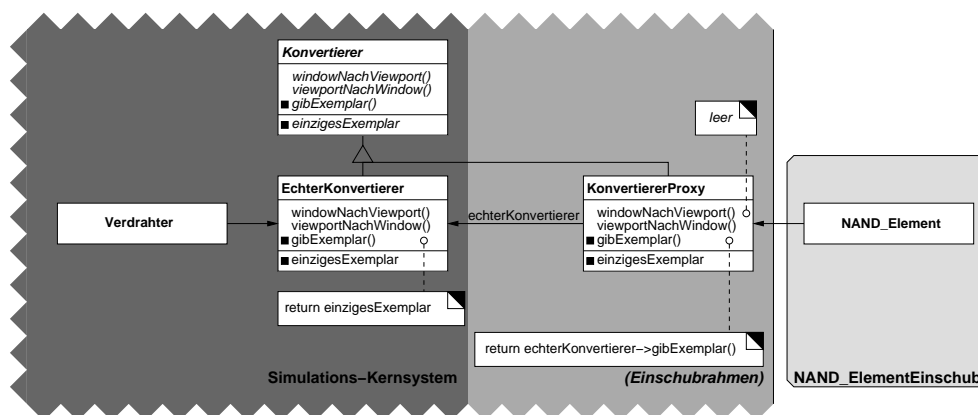 Konvertierer
windowNachViewport()
viewportNachWindow()
gibExemplar()
einzigesExemplar
leer
EchterKonvertierer
windowNachViewport()
viewportNachWindow()
gibExemplar()
einzigesExemplar
KonvertiererProxy
windowNachViewport()
viewportNachWindow()
gibExemplar()
einzigesExemplar
Verdrahter
echterKonvertierer
NAND_Element
return einzigesExemplar
return echterKonvertierer->gibExemplar()
Simulations-Kernsystem
(Einschubrahmen)
NAND_ElementEinschub